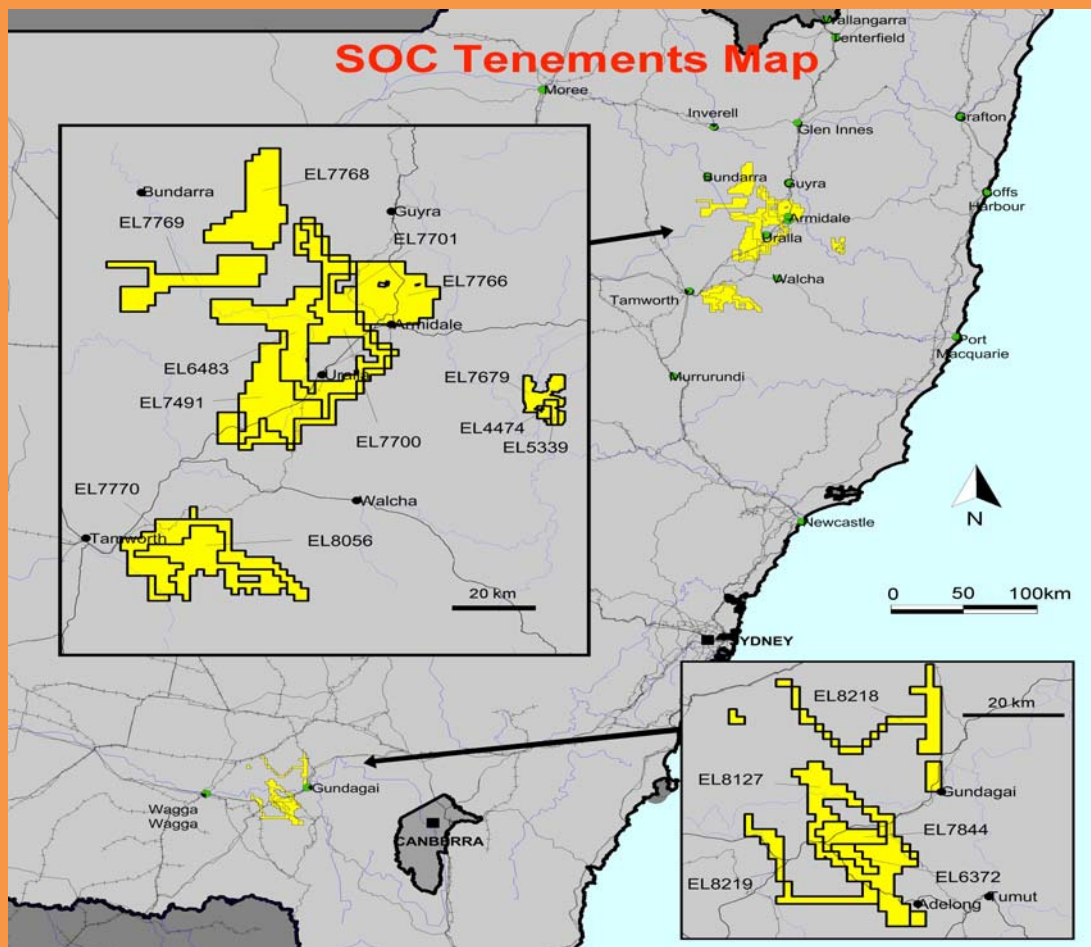 SOC Tenements Map
Wallangarra
Tenterfield
Moree
Inverell
Glen Innes
Grafton
Bundarra
Guyra
Coffs
Harbour
Armidale
Uralla
Walcha
Tamworth
Port
Macquarie
Murrurundi
N
Newcastle
0 50 100km
SYDNEY
Gundagai
Wagga
Wagga
CANBERRA
EL7768
Bundarra
EL7769
Guyra
EL7701
EL7766
Armidale
EL6483
Uralla
EL7679
EL7491
EL4474
EL7700
EL5339
EL7770
Walcha
Tamworth
EL8056
20 km
EL8218
20 km
EL8127
Gundagai
EL7844
EL8219
EL6372
Tumut
Adelong